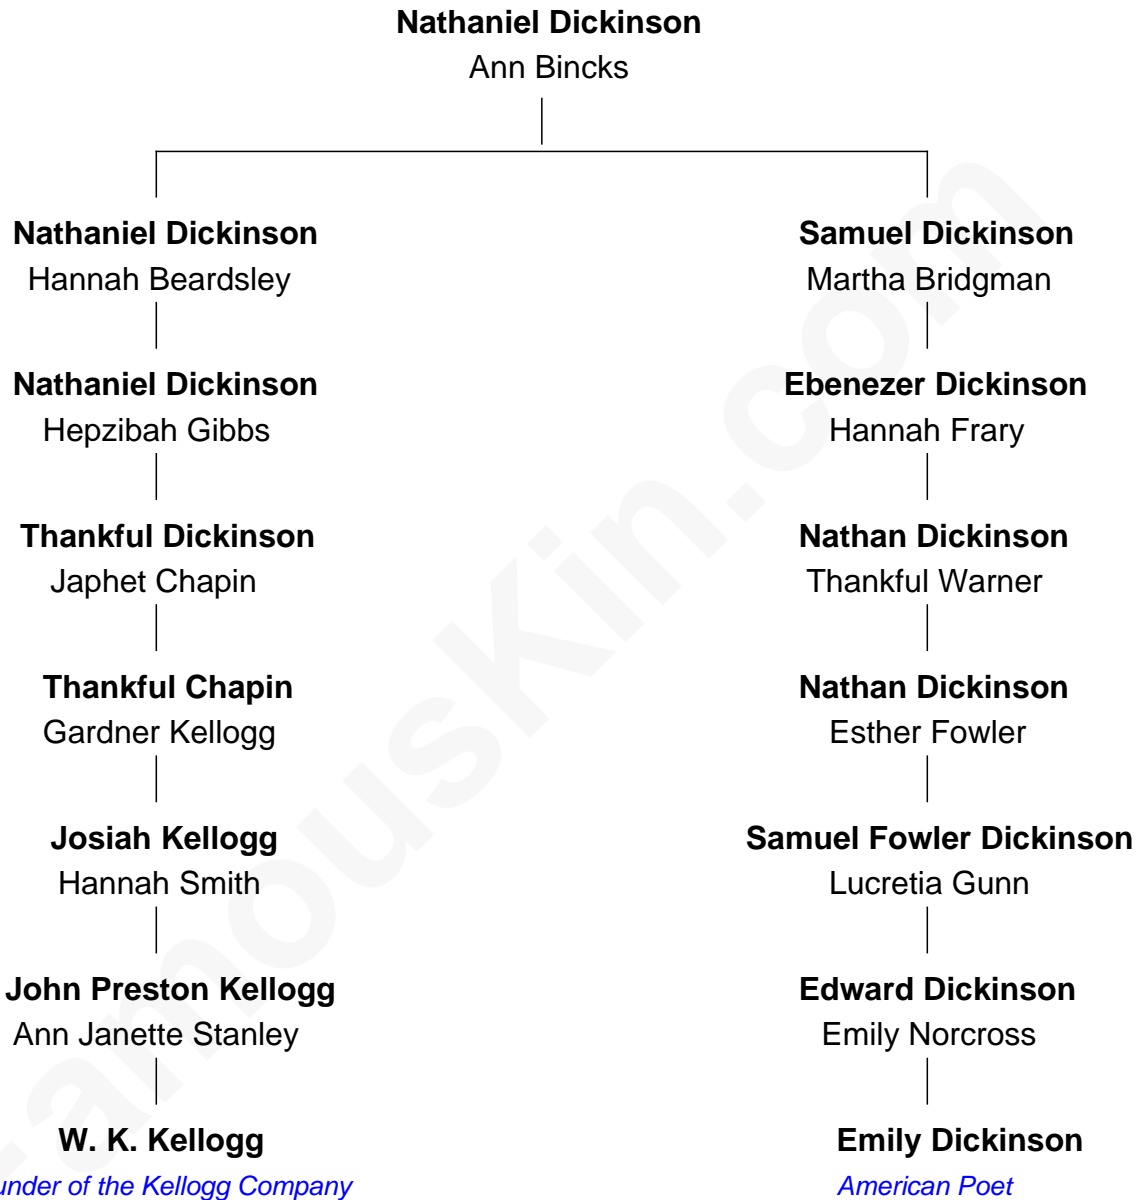 Nathaniel Dickinson
Ann Bincks
Nathaniel Dickinson
Hannah Beardsley
Samuel Dickinson
Martha Bridgman
Nathaniel Dickinson
Hepzibah Gibbs
Ebenezer Dickinson
Hannah Frary
Thankful Dickinson
Japhet Chapin
Nathan Dickinson
Thankful Warner
Thankful Chapin
Gardner Kellogg
Nathan Dickinson
Esther Fowler
Josiah Kellogg
Hannah Smith
Samuel Fowler Dickinson
Lucretia Gunn
John Preston Kellogg
Ann Janette Stanley
Edward Dickinson
Emily Norcross
W. K. Kellogg
under of the Kellogg Company
Emily Dickinson
American Poet
amouskin.com